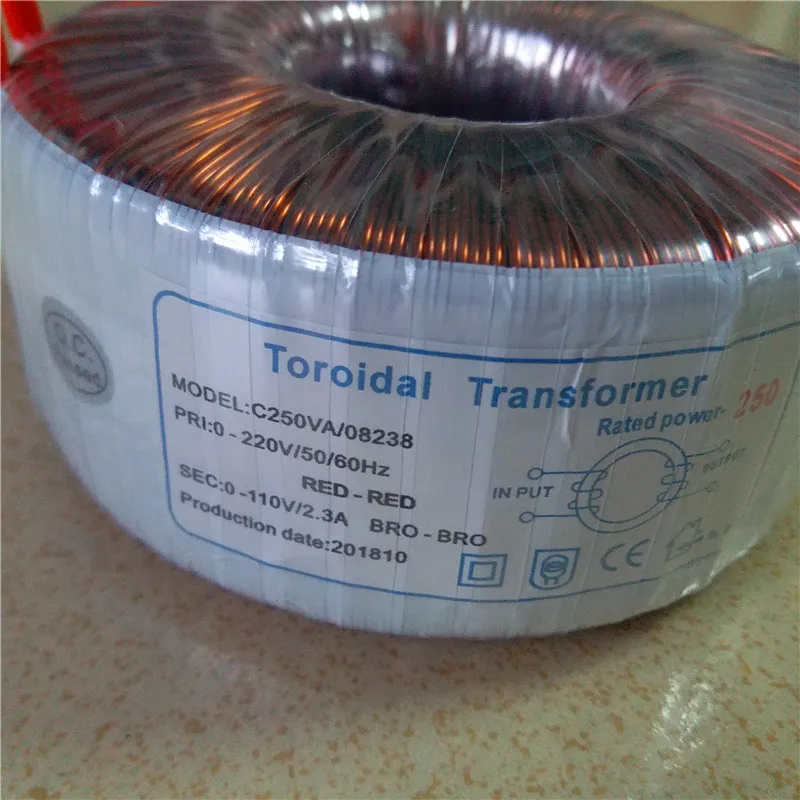 Toroidal Transformer
MODEL:C250VA/08238
Rated power- 250
PRI:0 - 220V/50/60Hz
RED - RED
SEC:0 -110V/2.3A BRO - BRO
Production date:201810
IN PUT
OUTPUT
CE
Q.C.